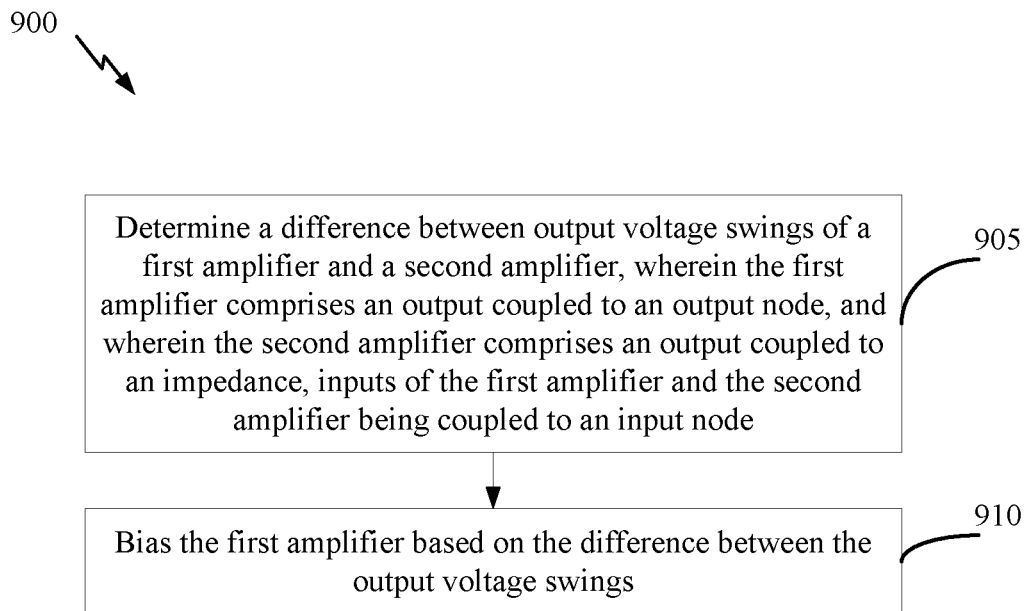 900
Determine a difference between output voltage swings of a
first amplifier and a second amplifier, wherein the first
amplifier comprises an output coupled to an output node, and
wherein the second amplifier comprises an output coupled to
an impedance, inputs of the first amplifier and the second
amplifier being coupled to an input node
905
Bias the first amplifier based on the difference between the
output voltage swings
910